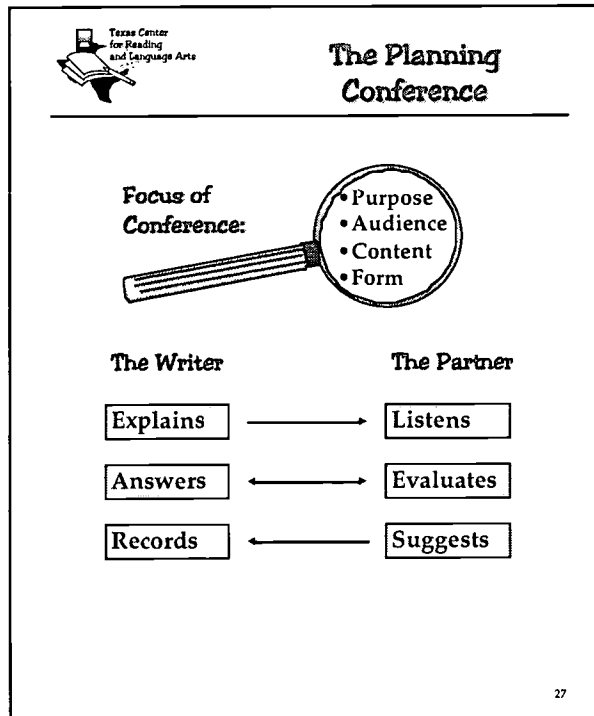 Texas Center
for Reading
and Language Arts
The Planning
Conference
Focus of
Conference:
• Purpose
• Audience
• Content
• Form
The Writer
The Partner
Explains
Listens
Answers
Evaluates
Records
Suggests
27